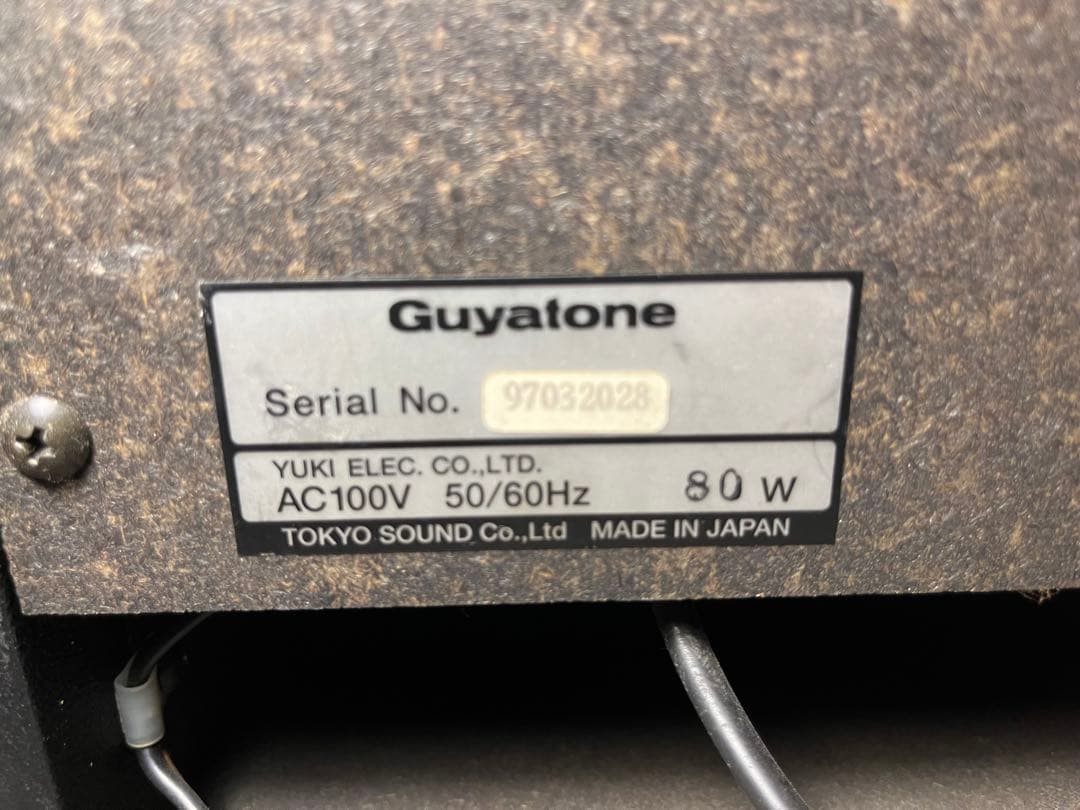 Guyatone
Serial No. 97032028
YUKI ELEC. CO.,LTD.
AC100V 50/60Hz 80 W
TOKYO SOUND Co.,Ltd MADE IN JAPAN